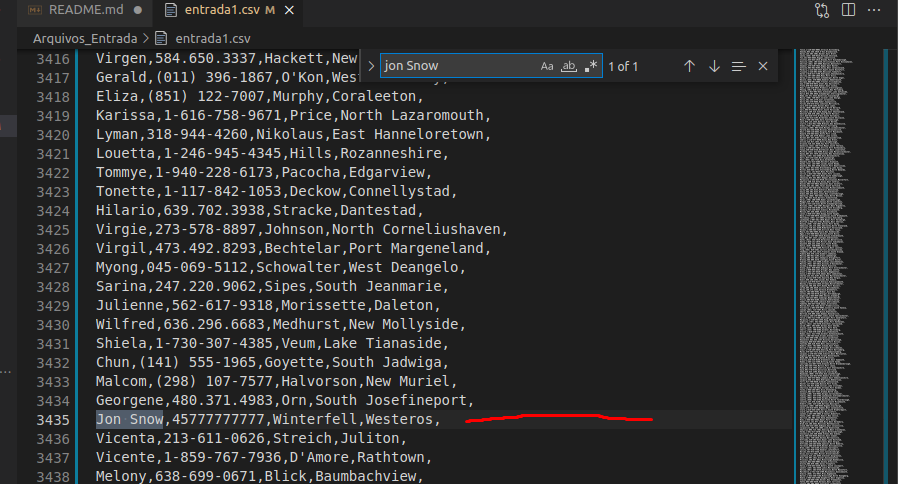 README.md
entrada1.csv M
Arquivos_Entrada > entrada1.csv
jon Snow Aa ab .* 1 of 1
3416 Virgen,584.650.3337,Hackett,New
3417 Gerald,(011) 396-1867,O'Kon,Wes
3418 Eliza,(851) 122-7007,Murphy,Coraleeton,
3419 Karissa,1-616-758-9671,Price,North Lazaromouth,
3420 Lyman,318-944-4260,Nikolaus,East Hanneloretown,
3421 Louetta,1-246-945-4345,Hills,Rozanneshire,
3422 Tommye,1-940-228-6173,Pacocha,Edgarview,
3423 Tonette,1-117-842-1053,Deckow,Connellystad,
3424 Hilario,639.702.3938,Stracke,Dantestad,
3425 Virgie,273-578-8897,Johnson,North Corneliushaven,
3426 Virgil,473.492.8293,Bechtelar,Port Margeneland,
3427 Myong,045-069-5112,Schowalter,West Deangelo,
3428 Sarina,247.220.9062,Sipes,South Jeanmarie,
3429 Julienne,562-617-9318,Morissette,Daleton,
3430 Wilfred,636.296.6683,Medhurst,New Mollyside,
3431 Shiela,1-730-307-4385,Veum,Lake Tianaside,
3432 Chun,(141) 555-1965,Goyette,South Jadwiga,
3433 Malcom,(298) 107-7577,Halvorson,New Muriel,
3434 Georgene,480.371.4983,Orn,South Josefineport,
3435 Jon Snow,45777777777,Winterfell,Westeros,
3436 Vicenta,213-611-0626,Streich,Juliton,
3437 Vicente,1-859-767-7936,D'Amore,Rathtown,
3438 Melony,638-699-0671,Blick,Baumbachview,